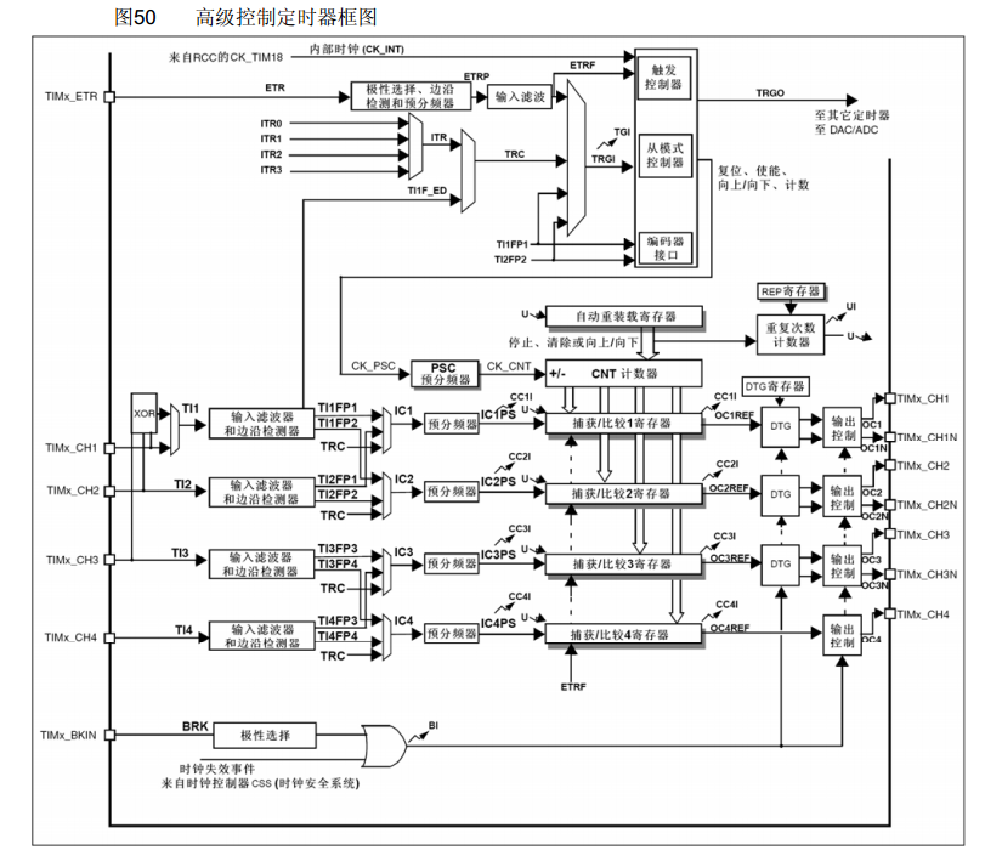 图50 高级控制定时器框图
内部时钟(CK_INT)
来自RCC的CK_TIM18
触发
控制器
ETRP
ETRF
ETR
TIMx_ETR
极性选择、边沿
检测和预分频器
输入滤波
TRGO
至其它定时器
至 DAC/ADC
ITR0
ITR1
ITR2
ITR3
ITR
TRC
TGI
TRGI
从模式
控制器
复位、使能、
向上/向下、计数
TI1F_ED
TI1FP1
TI2FP2
编码器
接口
REP寄存器
U
自动重装载寄存器
UI
重复次数
计数器
U
停止、清除或向上/向下
CK_PSC
PSC
预分频器
CK_CNT
+/-
CNT 计数器
DTG寄存器
XOR
TI1
输入滤波器
和边沿检测器
TI1FP1
TI1FP2
TRC
IC1
预分频器
IC1PS
CC1I
U
捕获/比较1寄存器
CC1I
OC1REF
DTG
输出
控制
OC1
OC1N
TIMx_CH1
TIMx_CH1N
TIMx_CH1
TIMx_CH2
TI2
输入滤波器
和边沿检测器
TI2FP1
TI2FP2
TRC
IC2
预分频器
IC2PS
CC2I
U
捕获/比较2寄存器
CC2I
OC2REF
DTG
输出
控制
OC2
OC2N
TIMx_CH2
TIMx_CH2N
TIMx_CH3
TI3
输入滤波器
和边沿检测器
TI3FP3
TI3FP4
TRC
IC3
预分频器
IC3PS
CC3I
U
捕获/比较3寄存器
CC3I
OC3REF
DTG
输出
控制
OC3
OC3N
TIMx_CH3
TIMx_CH3N
TIMx_CH4
TI4
输入滤波器
和边沿检测器
TI4FP3
TI4FP4
TRC
IC4
预分频器
IC4PS
CC4I
U
捕获/比较4寄存器
CC4I
OC4REF
输出
控制
OC4
TIMx_CH4
ETRF
TIMx_BKIN
BRK
极性选择
BI
时钟失效事件
来自时钟控制器CSS(时钟安全系统)